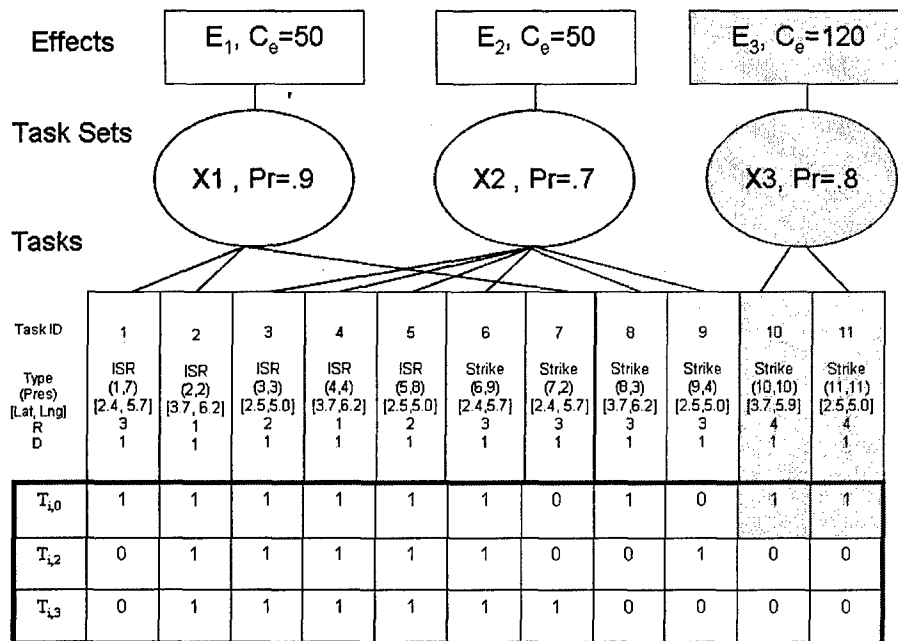 Effects
E1, Ce=50
E2, Ce=50
E3, Ce=120
Task Sets
X1 , Pr=.9
X2 , Pr=.7
X3, Pr=.8
Tasks
Task ID 1 2 3 4 5 6 7 8 9 10 11
Type ISR ISR ISR ISR ISR Strike Strike Strike Strike Strike Strike
(Pres) (1,7) (2,2) (3,3) (4,4) (5,8) (6,9) (7,2) (8,3) (9,4) (10,10) (11,11)
[Lat, Lng] [2.4, 5.7] [3.7, 6.2] [2.5,5.0] [3.7,6.2] [2.5,5.0] [2.4,5.7] [2.4, 5.7] [3.7,6.2] [2.5,5.0] [3.7,5.9] [2.5,5.0]
R 3 1 2 1 2 3 3 3 3 4 4
D 1 1 1 1 1 1 1 1 1 1 1
Ti,0 1 1 1 1 1 1 0 1 0 1 1
Ti,2 0 1 1 1 1 1 0 0 1 0 0
Ti,3 0 1 1 1 1 1 1 0 0 0 0